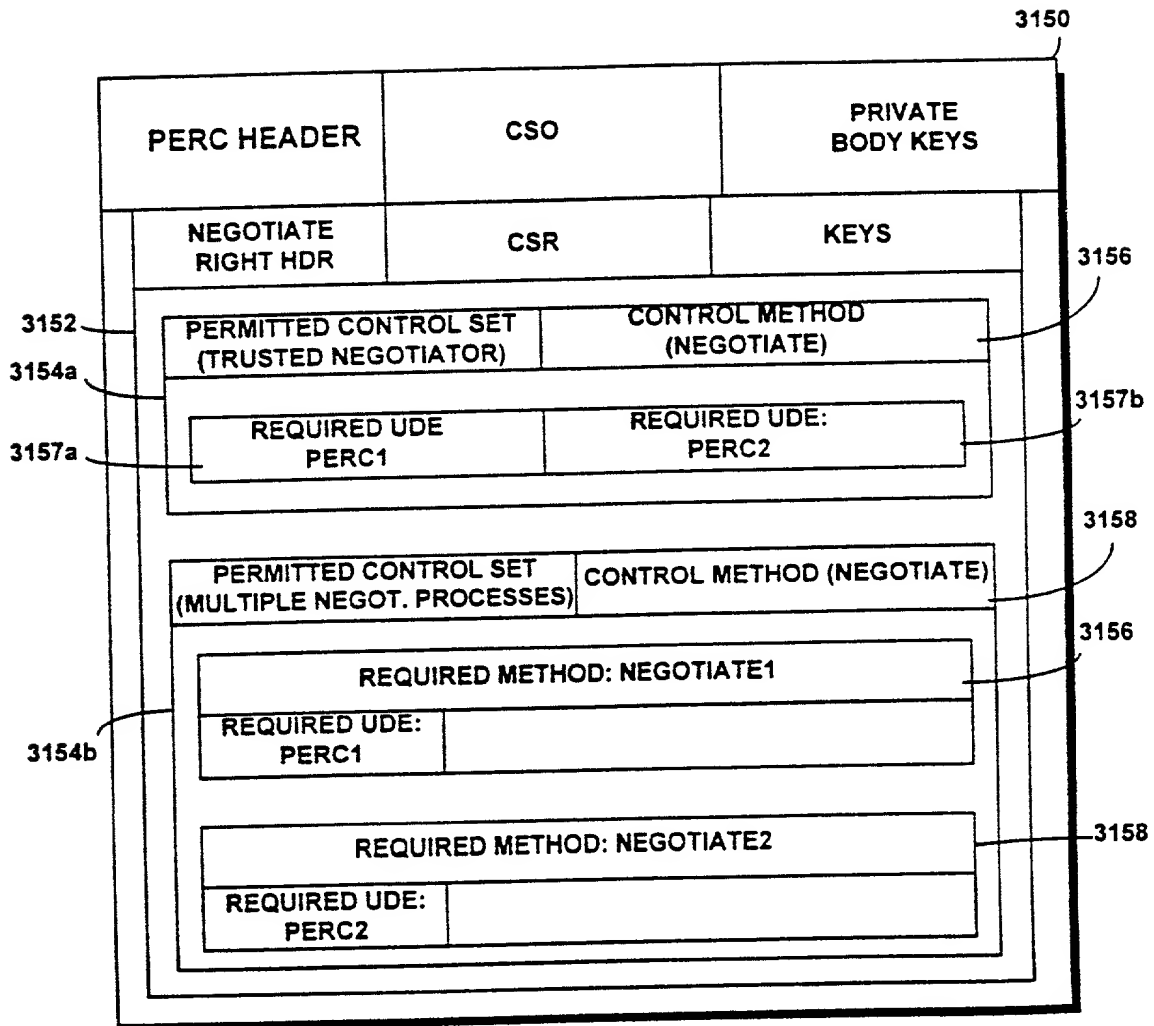 3150
PERC HEADER
CSO
PRIVATE
BODY KEYS
NEGOTIATE
RIGHT HDR
CSR
KEYS
3156
3152
PERMITTED CONTROL SET
(TRUSTED NEGOTIATOR)
CONTROL METHOD
(NEGOTIATE)
3154a
3157b
REQUIRED UDE
PERC1
REQUIRED UDE:
PERC2
3157a
3158
PERMITTED CONTROL SET
(MULTIPLE NEGOT. PROCESSES)
CONTROL METHOD (NEGOTIATE)
3156
REQUIRED METHOD: NEGOTIATE1
REQUIRED UDE:
PERC1
3154b
REQUIRED METHOD: NEGOTIATE2
3158
REQUIRED UDE:
PERC2